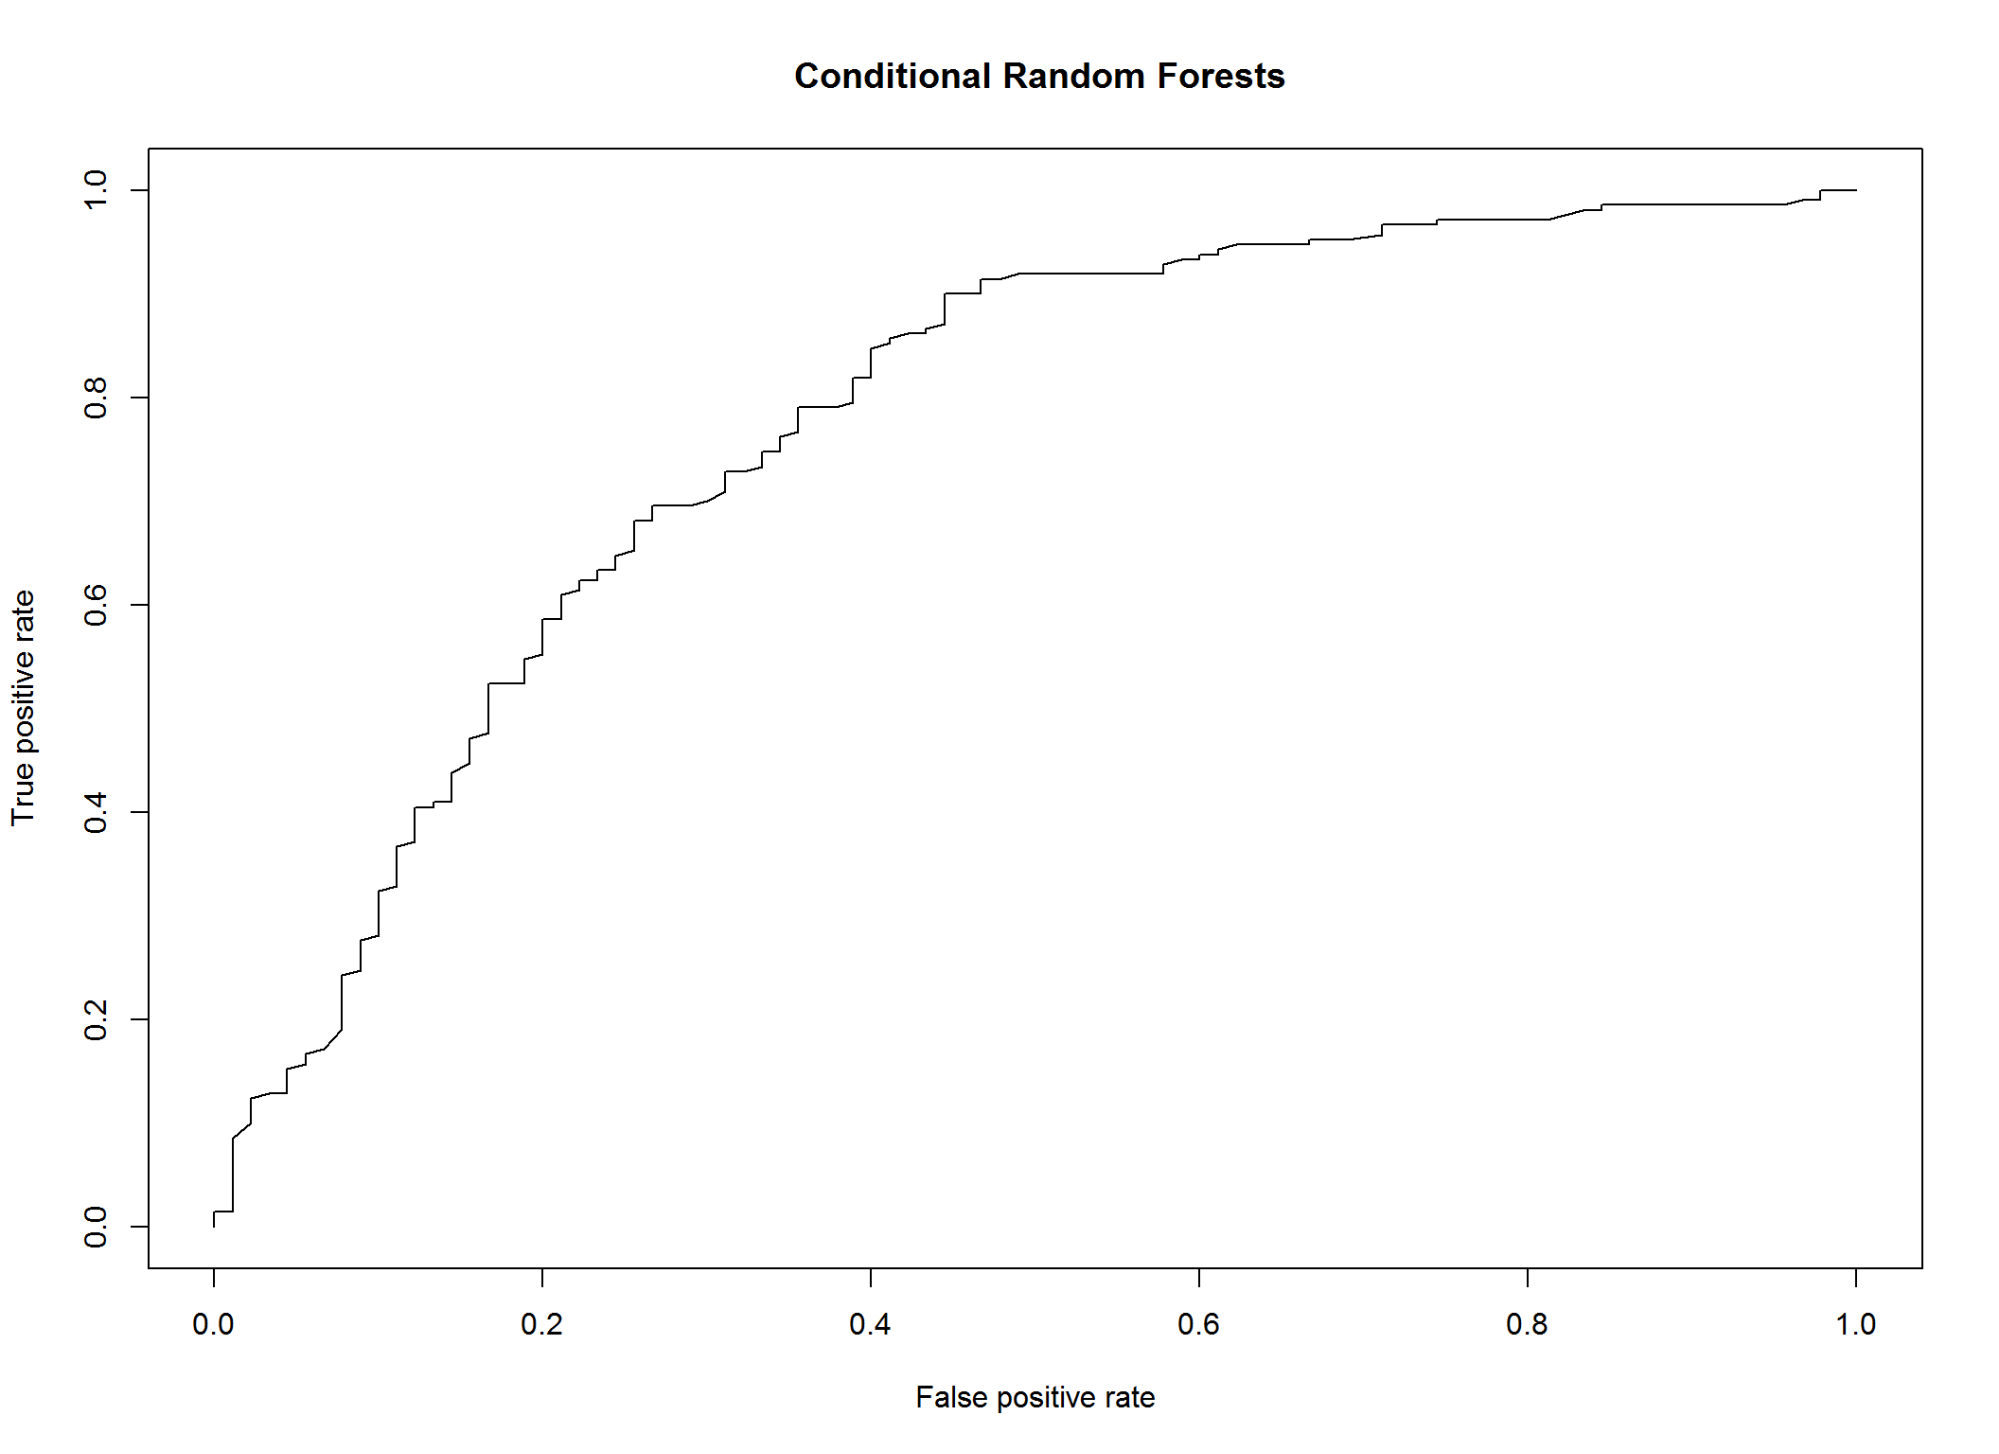 Conditional Random Forests
True positive rate
1.0
0.8
0.6
0.4
0.2
0.0
0.0 0.2 0.4 0.6 0.8 1.0
False positive rate